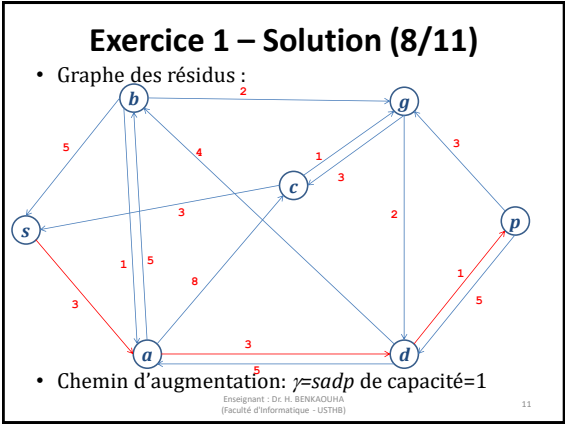 Exercice 1 – Solution (8/11)
• Graphe des résidus :
b
2
g
5
4
1
3
3
c
3
s
2
p
1
5
8
1
5
3
3
a
d
5
• Chemin d'augmentation: γ=sadp de capacité=1
Enseignant : Dr. H. BENKAOUHA
(Faculté d'Informatique - USTHB)
11